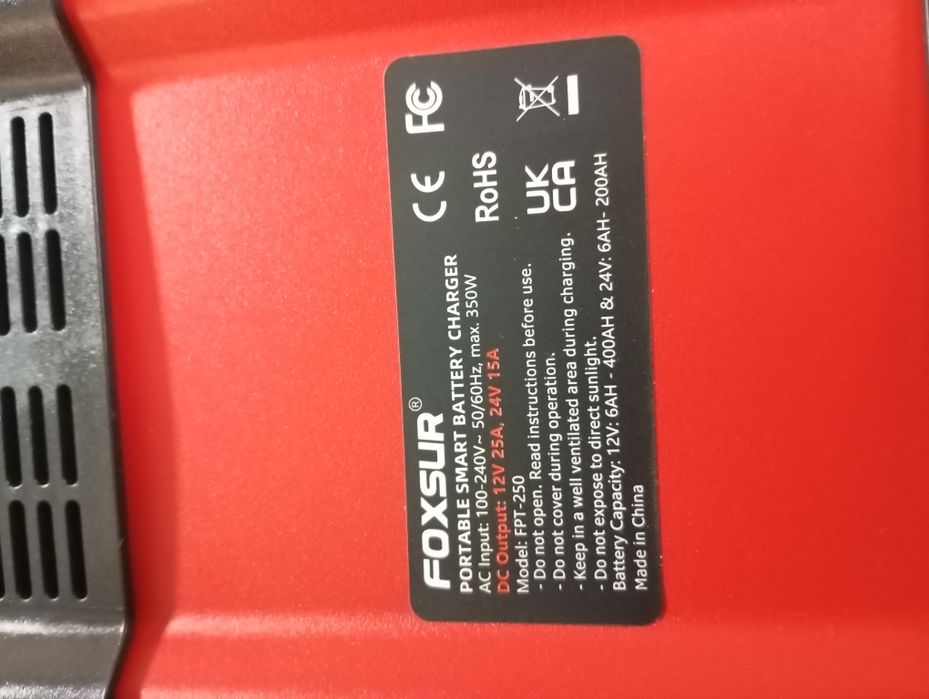 FOXSUR®
PORTABLE SMART BATTERY CHARGER
AC Input: 100-240V~ 50/60Hz, max. 350W
DC Output: 12V 25A, 24V 15A
Model: FPT-250
- Do not open. Read instructions before use.
- Do not cover during operation.
- Keep in a well ventilated area during charging.
- Do not expose to direct sunlight.
Battery Capacity: 12V: 6AH - 400AH & 24V: 6AH- 200AH
Made in China
CE FC
RoHS
UK
CA